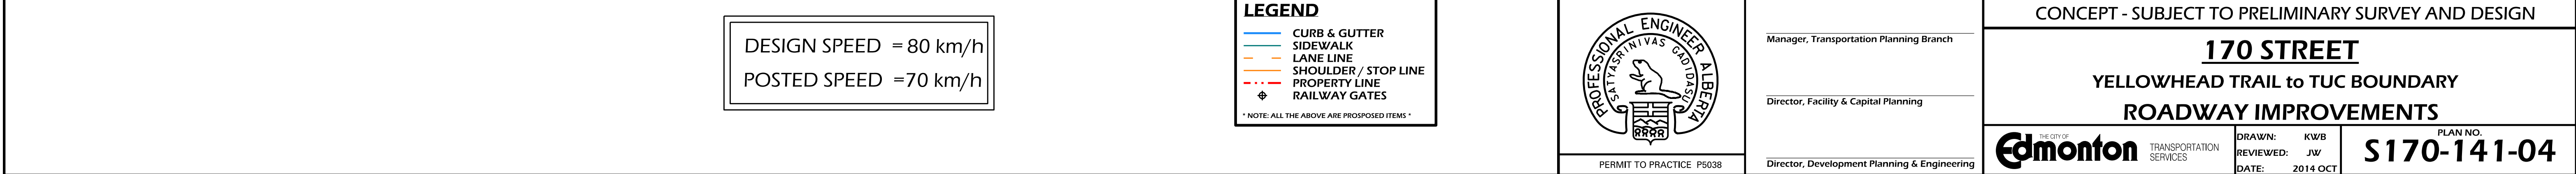 DESIGN SPEED = 80 km/h
POSTED SPEED =70 km/h
LEGEND
CURB & GUTTER
SIDEWALK
LANE LINE
SHOULDER / STOP LINE
PROPERTY LINE
RAILWAY GATES
* NOTE: ALL THE ABOVE ARE PROSPOSED ITEMS *
PROFESSIONAL ENGINEER ALBERTA
SATYASRINIVAS GADIDASU
PERMIT TO PRACTICE P5038
Manager, Transportation Planning Branch
Director, Facility & Capital Planning
Director, Development Planning & Engineering
CONCEPT - SUBJECT TO PRELIMINARY SURVEY AND DESIGN
170 STREET
YELLOWHEAD TRAIL to TUC BOUNDARY
ROADWAY IMPROVEMENTS
THE CITY OF
Edmonton
TRANSPORTATION
SERVICES
DRAWN: KWB
REVIEWED: JW
DATE: 2014 OCT
PLAN NO.
S170-141-04